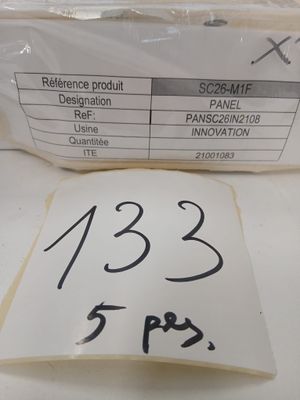 X
Référence produit SC26-M1F
Designation PANEL
ReF: PANSC26IN2108
Usine INNOVATION
Quantitée
ITE 21001083
133
5 pcs.